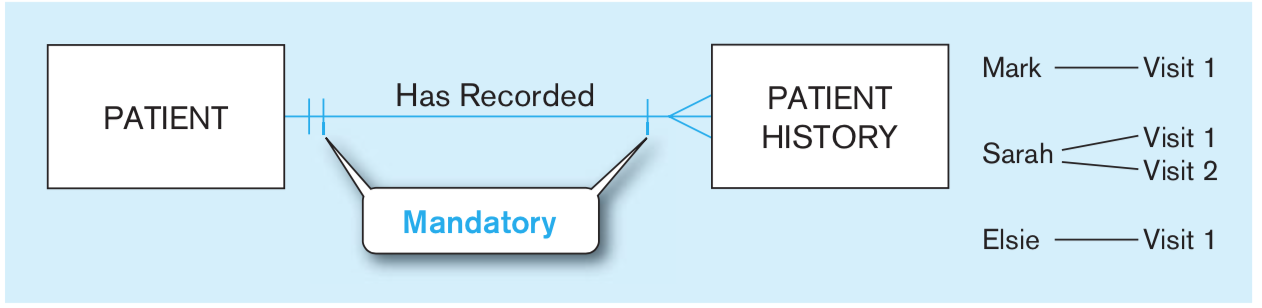 PATIENT
Has Recorded
Mandatory
PATIENT
HISTORY
Mark
Visit 1
Sarah
Visit 1
Visit 2
Elsie
Visit 1